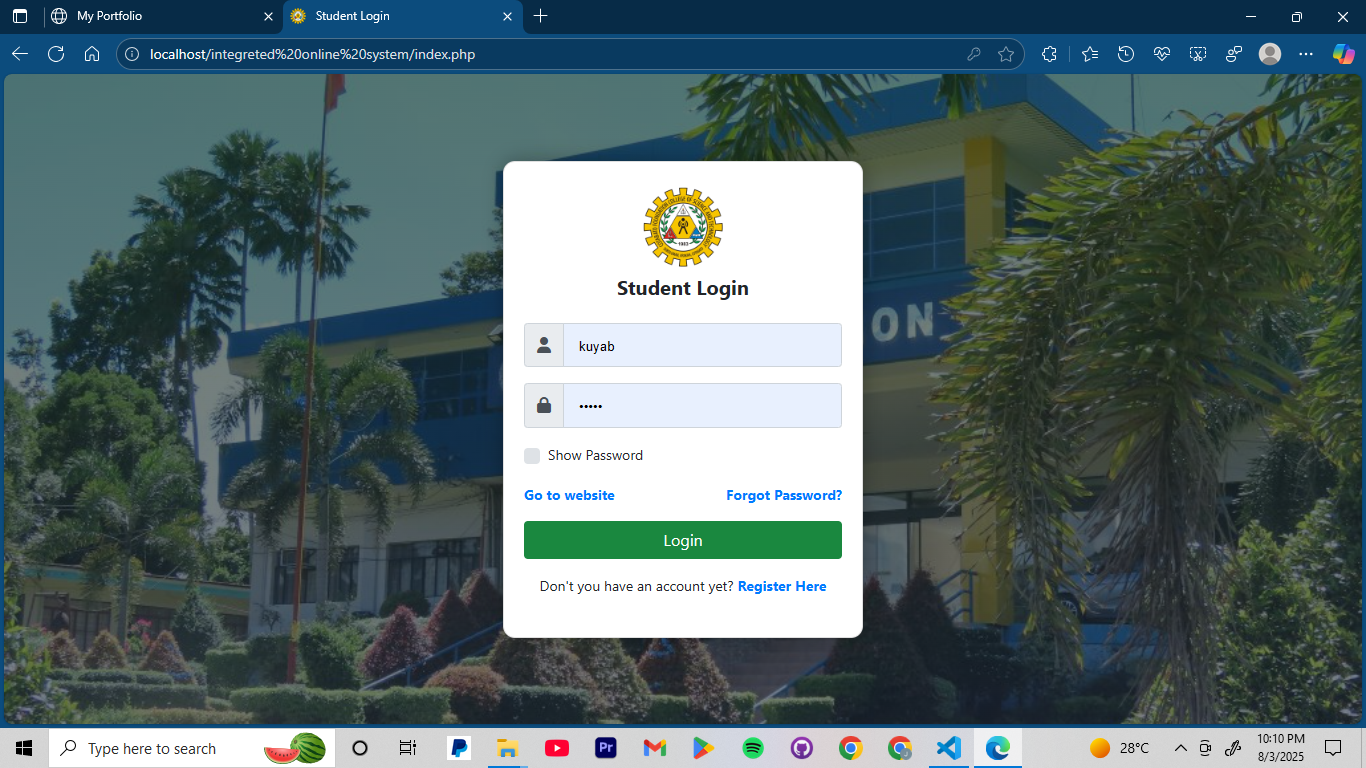 My Portfolio
Student Login
localhost/integreted%20online%20system/index.php
ON
1983
Student Login
kuyab
•••••
Show Password
Go to website
Forgot Password?
Login
Don't you have an account yet? Register Here
Type here to search
Pr
28°C
10:10 PM
8/3/2025